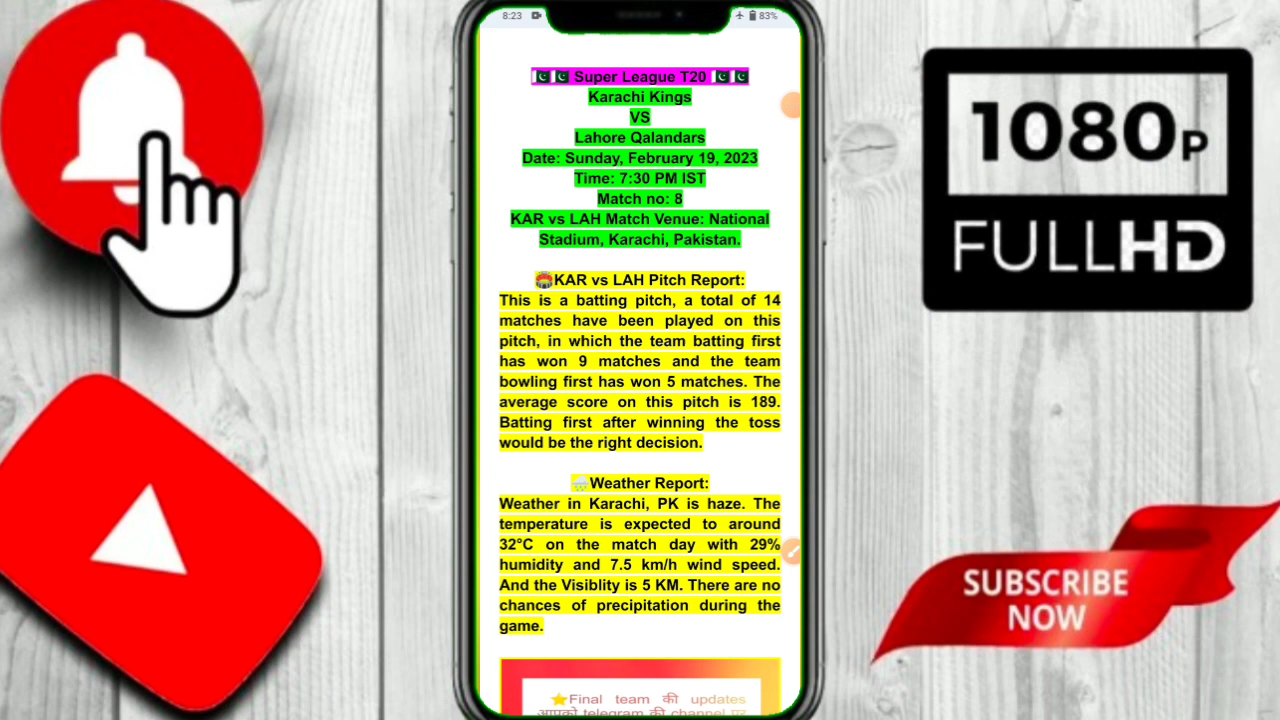 8:23
83%
🇵🇰🇵🇰 Super League T20 🇵🇰🇵🇰
Karachi Kings
VS
Lahore Qalandars
Date: Sunday, February 19, 2023
Time: 7:30 PM IST
Match no: 8
KAR vs LAH Match Venue: National
Stadium, Karachi, Pakistan.
🏟️KAR vs LAH Pitch Report:
This is a batting pitch, a total of 14
matches have been played on this
pitch, in which the team batting first
has won 9 matches and the team
bowling first has won 5 matches. The
average score on this pitch is 189.
Batting first after winning the toss
would be the right decision.
🌧️Weather Report:
Weather in Karachi, PK is haze. The
temperature is expected to around
32°C on the match day with 29%
humidity and 7.5 km/h wind speed.
And the Visiblity is 5 KM. There are no
chances of precipitation during the
game.
⭐Final team की updates
आपको telegram की channel पर
1080P
FULLHD
SUBSCRIBE
NOW